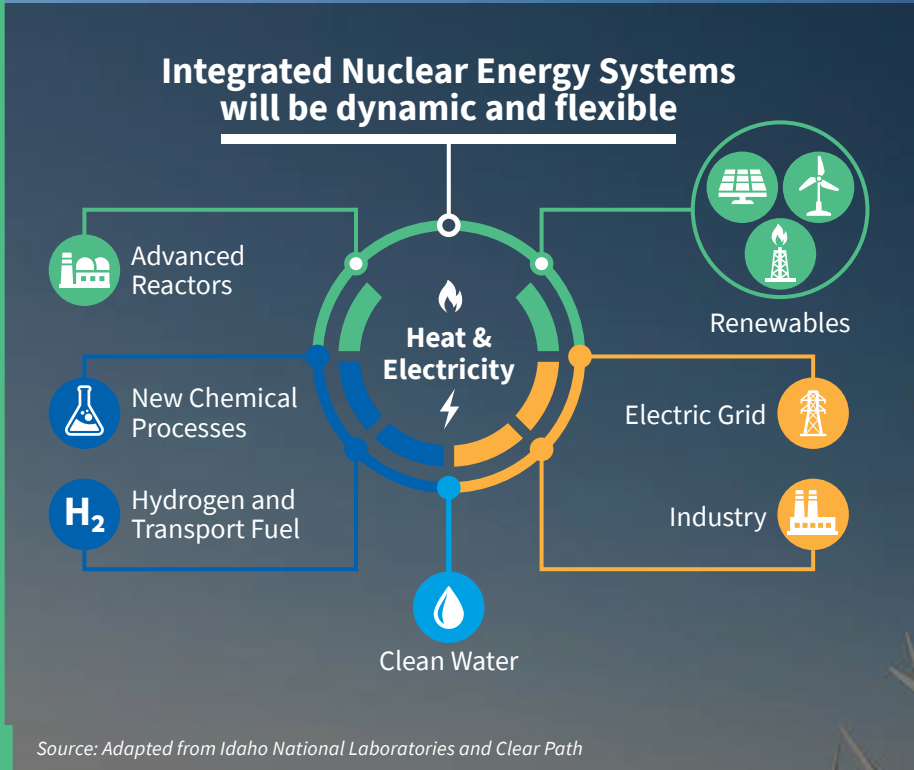 Integrated Nuclear Energy Systems
will be dynamic and flexible
Advanced
Reactors
Renewables
Heat &
Electricity
New Chemical
Processes
Electric Grid
H₂
Hydrogen and
Transport Fuel
Industry
Clean Water
Source: Adapted from Idaho National Laboratories and Clear Path